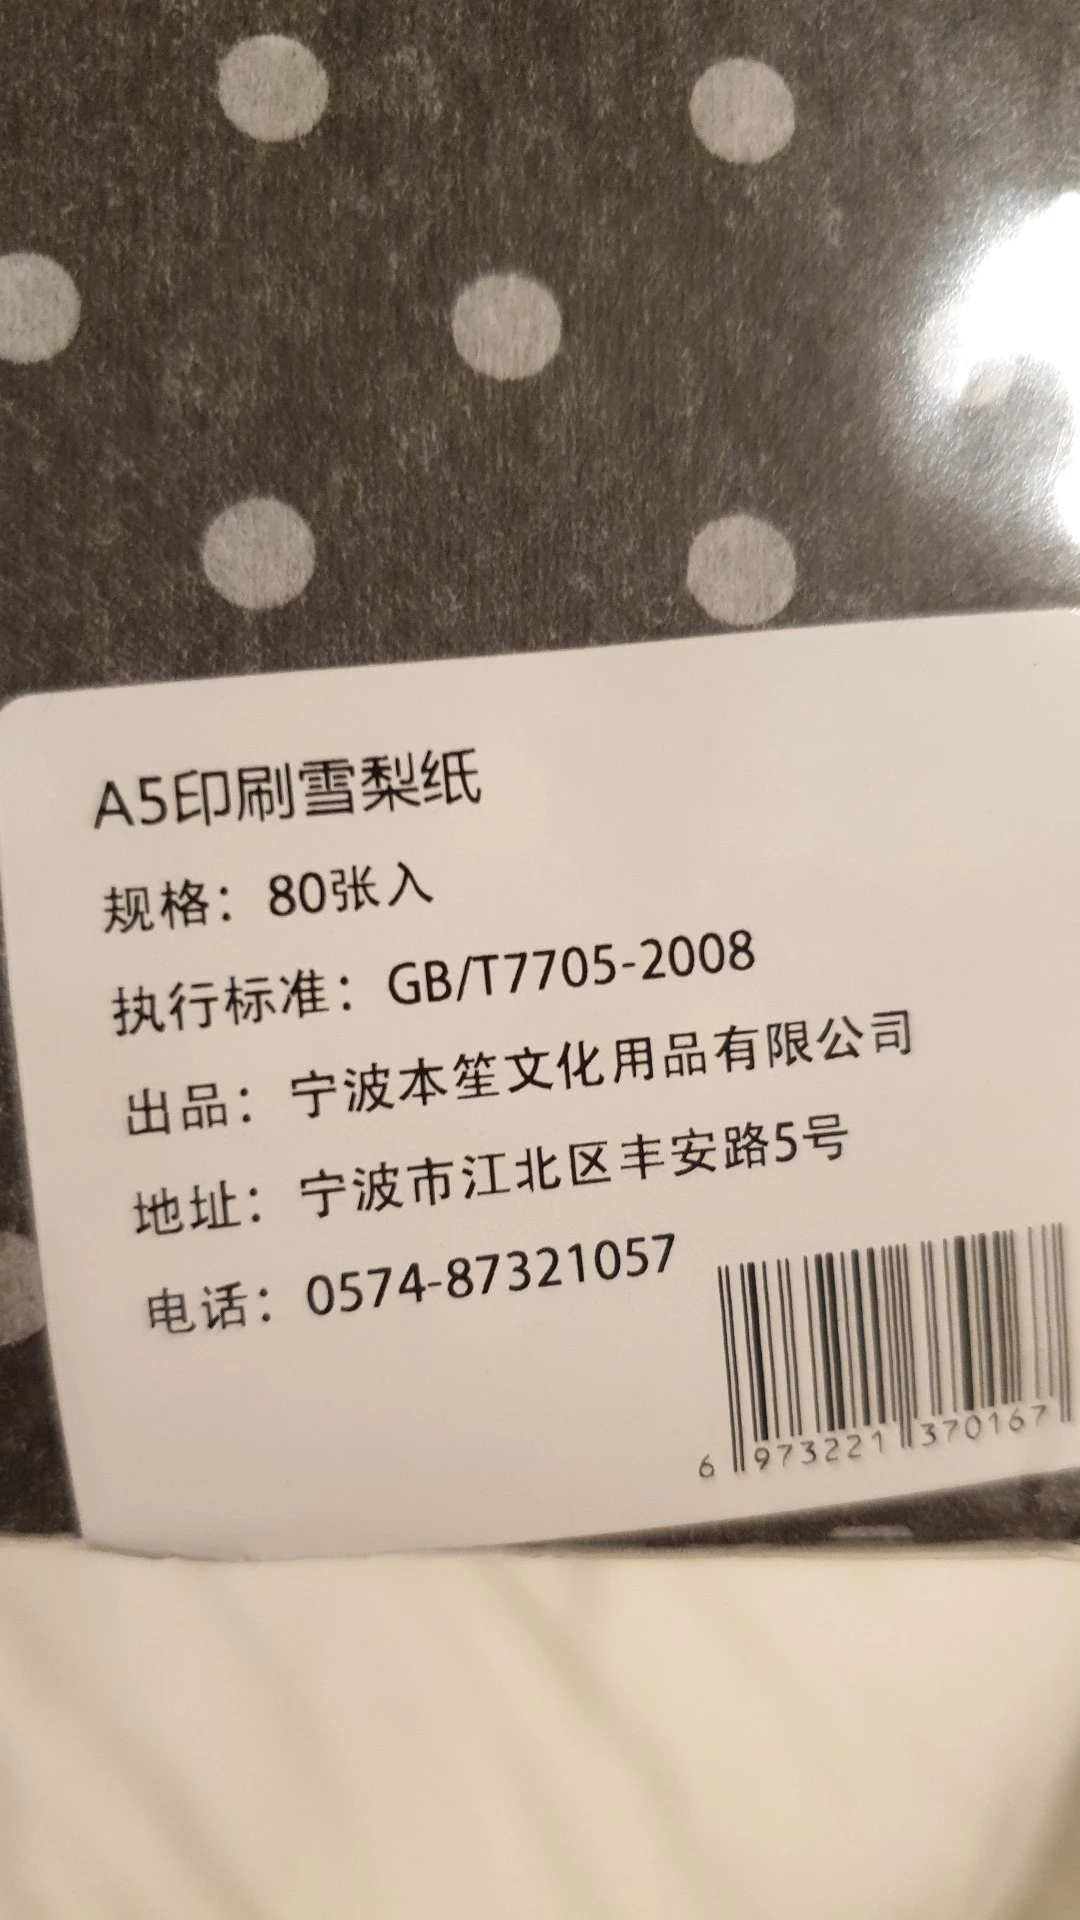 A5印刷雪梨纸
规格：80张入
执行标准：GB/T7705-2008
出品：宁波本笙文化用品有限公司
地址：宁波市江北区丰安路5号
电话：0574-87321057
6 973221 370167